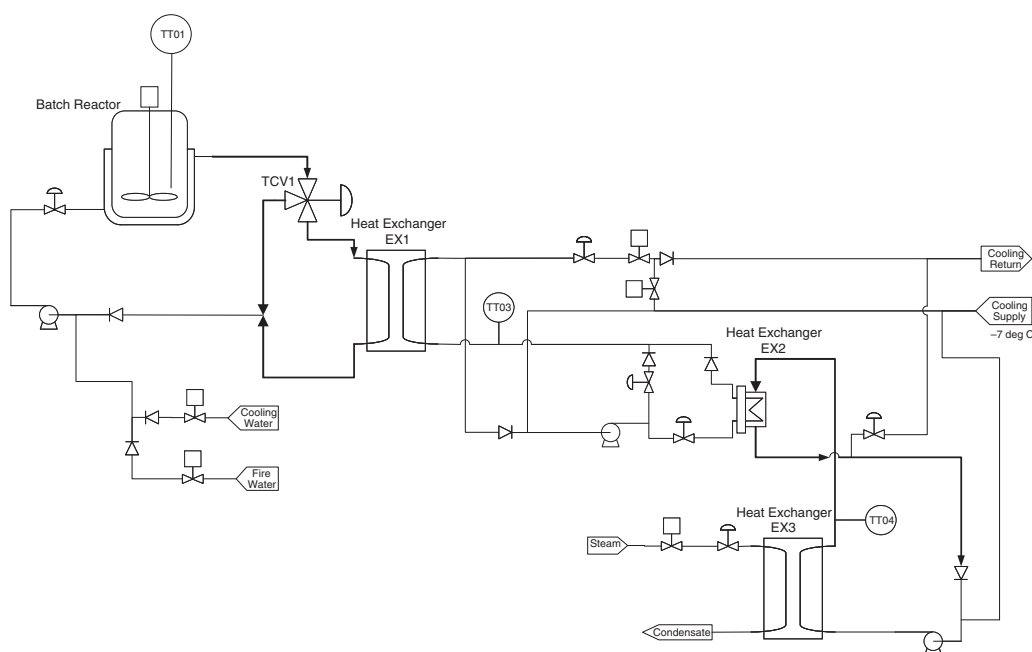 TT01
Batch Reactor
TCV1
Heat Exchanger
EX1
Cooling
Return
TT03
Cooling
Supply
–7 deg C
Heat Exchanger
EX2
Cooling
Water
Fire
Water
Heat Exchanger
EX3
TT04
Steam
Condensate